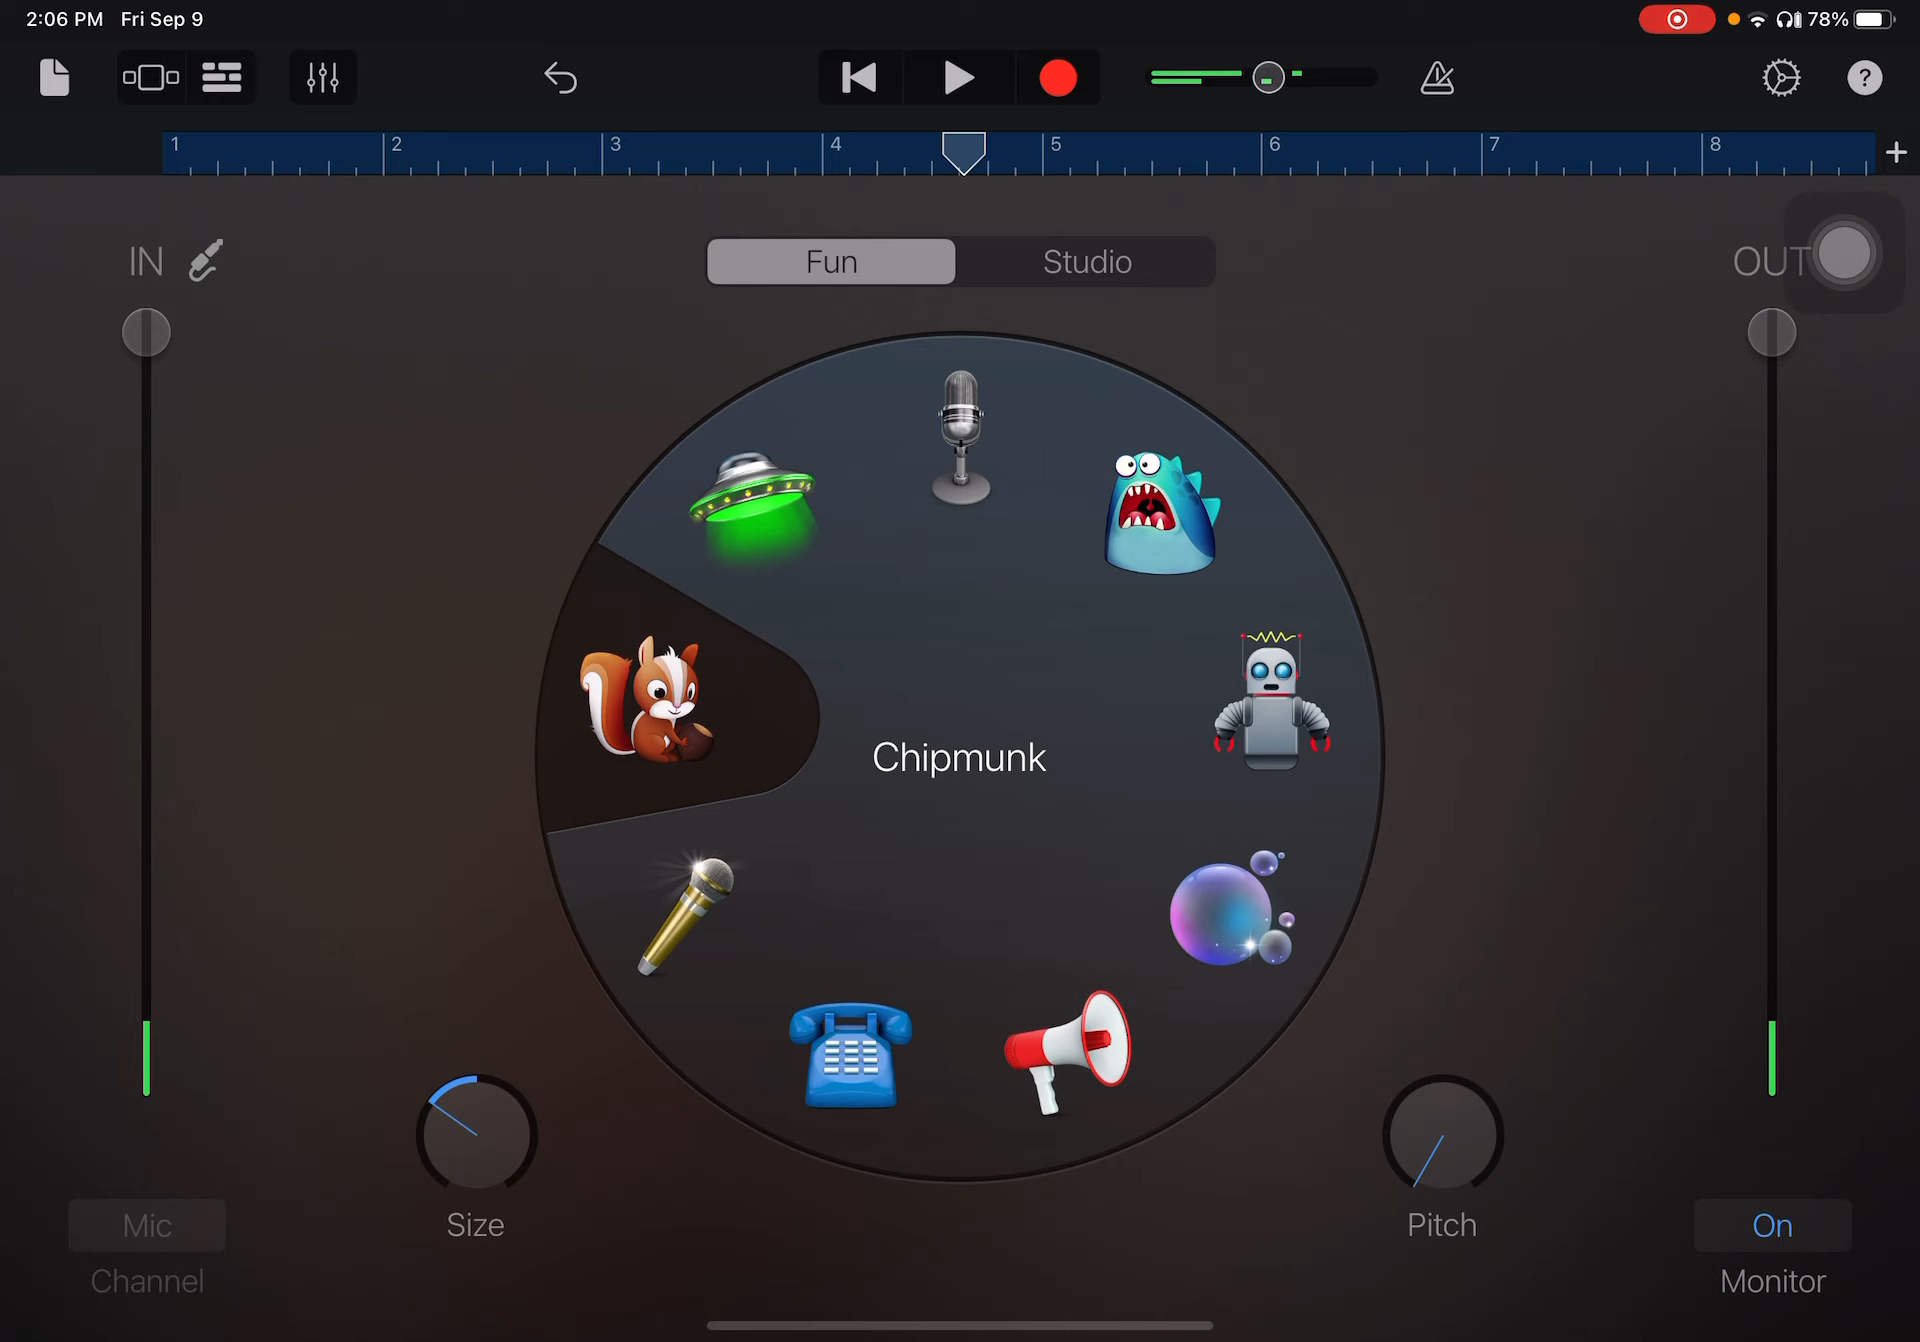 2:06 PM Fri Sep 9
78%
?
1 2 3 4 5 6 7 8 +
IN
Fun Studio
OUT
Chipmunk
Mic
Channel
Size
Pitch
On
Monitor